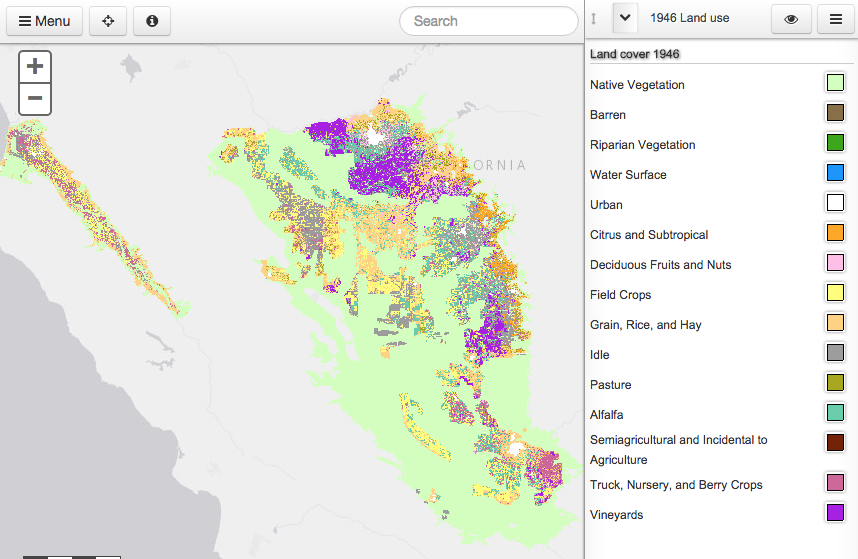 Menu
Search
1946 Land use
+
−
ORNIA
Land cover 1946
Native Vegetation
Barren
Riparian Vegetation
Water Surface
Urban
Citrus and Subtropical
Deciduous Fruits and Nuts
Field Crops
Grain, Rice, and Hay
Idle
Pasture
Alfalfa
Semiagricultural and Incidental to
Agriculture
Truck, Nursery, and Berry Crops
Vineyards